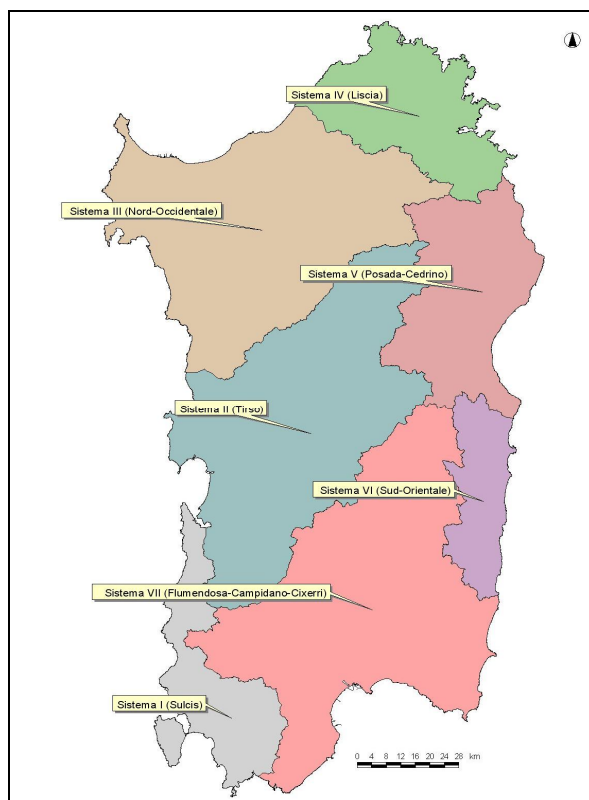 Sistema IV (Liscia)
Sistema III (Nord-Occidentale)
Sistema V (Posada-Cedrino)
Sistema II (Tirso)
Sistema VI (Sud-Orientale)
Sistema VII (Flumendosa-Campidano-Cixerri)
Sistema I (Sulcis)
0 4 8 12 16 20 24 28 km